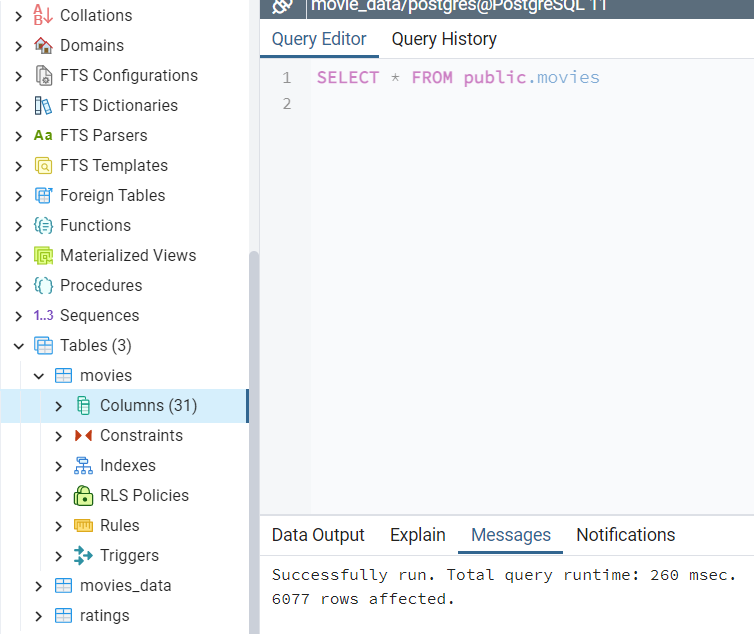 Collations
Domains
FTS Configurations
FTS Dictionaries
Aa FTS Parsers
FTS Templates
Foreign Tables
Functions
Materialized Views
Procedures
1..3 Sequences
Tables (3)
movies
Columns (31)
Constraints
Indexes
RLS Policies
Rules
Triggers
movies_data
ratings
movie_data/postgres@PostgreSQL 11
Query Editor Query History
1 SELECT * FROM public.movies
2
Data Output Explain Messages Notifications
Successfully run. Total query runtime: 260 msec.
6077 rows affected.